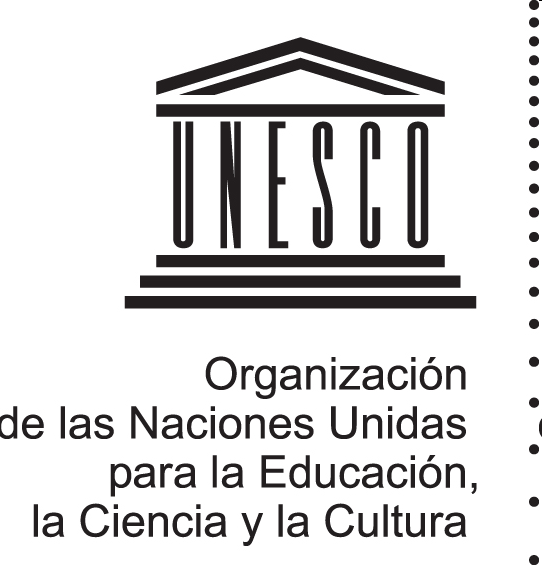 UNESCO
Organización
de las Naciones Unidas
para la Educación,
la Ciencia y la Cultura